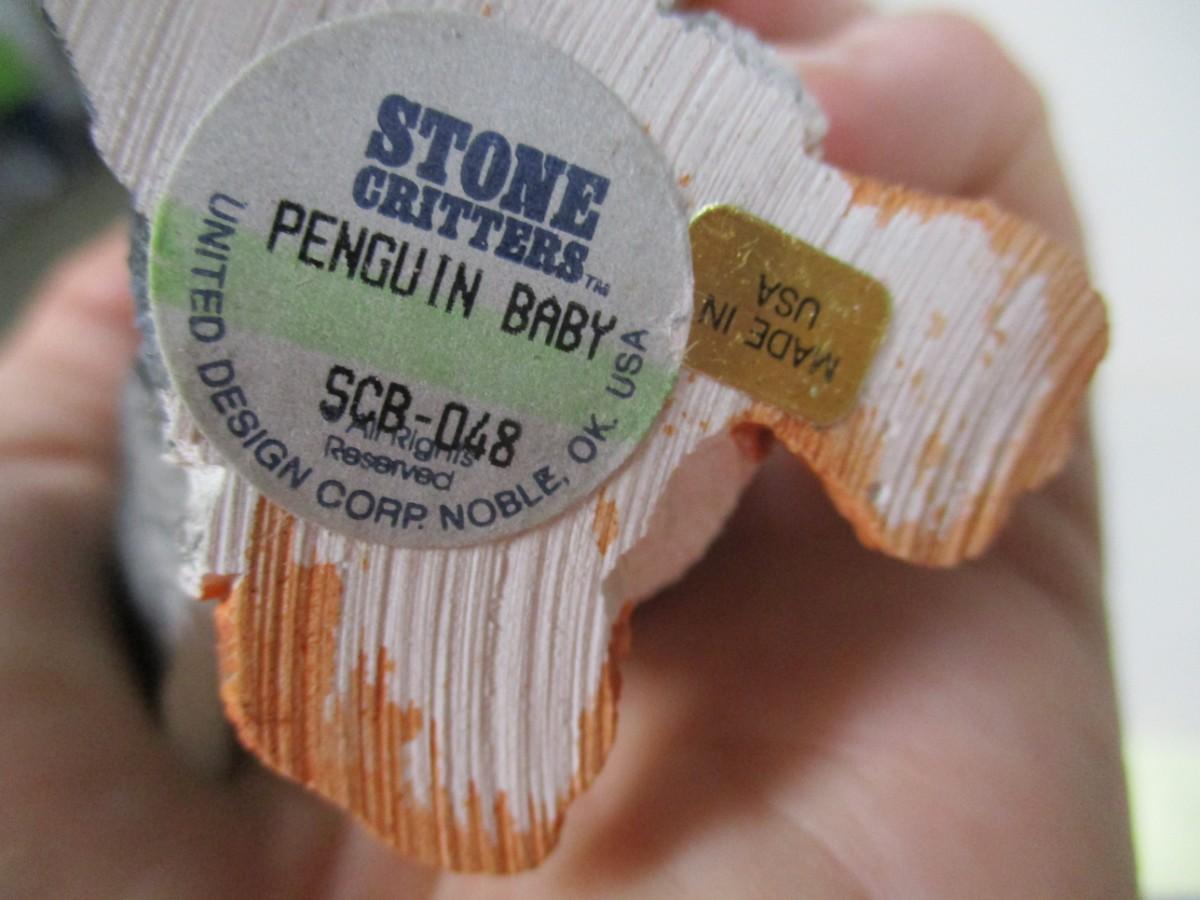 STONE
CRITTERS™
PENGUIN BABY
SCB-048
All Rights
Reserved
UNITED DESIGN CORP. NOBLE, OK. USA
MADE IN
USA